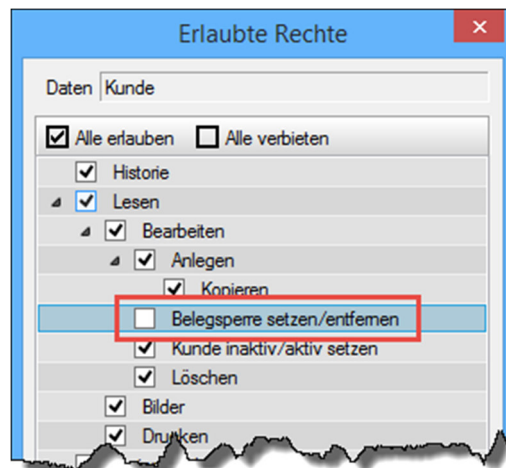 Erlaubte Rechte
Daten Kunde
Alle erlauben Alle verbieten
Historie
Lesen
Bearbeiten
Anlegen
Kopieren
Belegsperre setzen/entfernen
Kunde inaktiv/aktiv setzen
Löschen
Bilder
Drucken